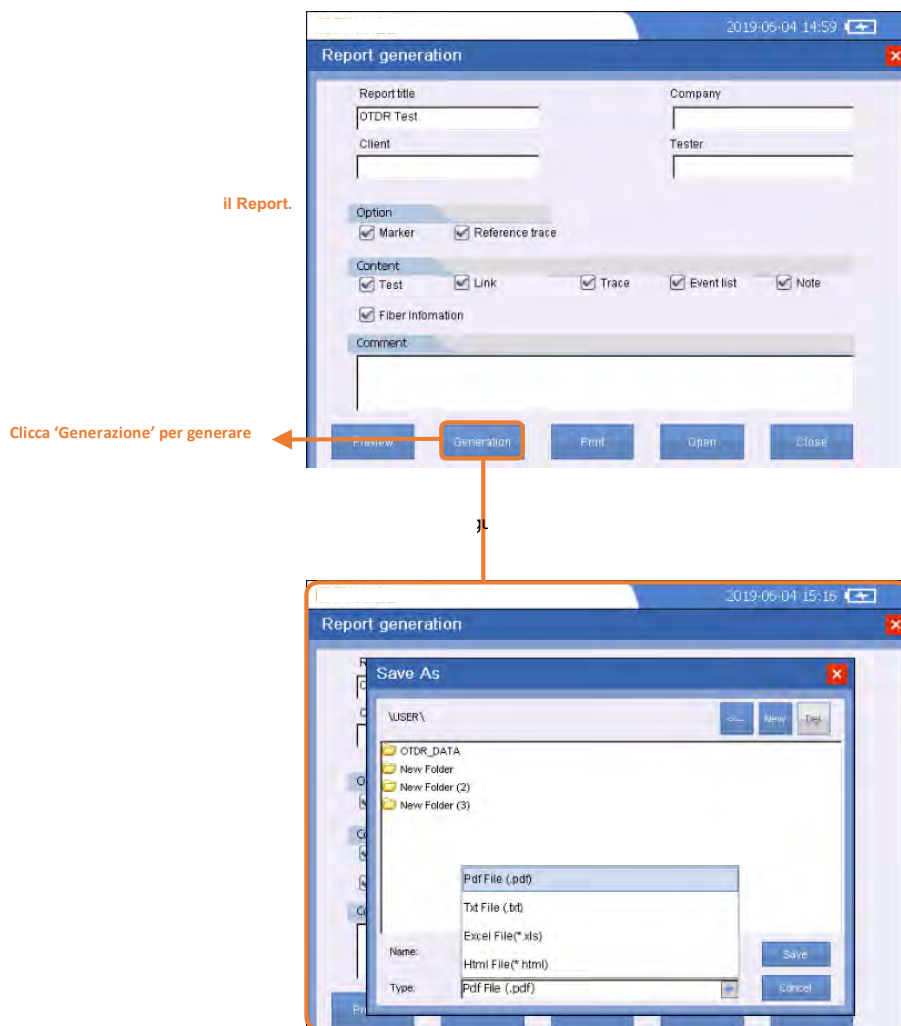 2019-06-04 14:59
Report generation
Report title
Company
OTDR Test
Client
Tester
il Report.
Option
Marker
Reference trace
Content
Test
Link
Trace
Event list
Note
Fiber Infomation
Comment
Clicca ‘Generazione’ per generare
Preview
Generation
Print
Open
Close
2019-06-04 15:16
Report generation
Save As
\USER\
<--
New
Del
OTDR_DATA
New Folder
New Folder (2)
New Folder (3)
Pdf File (.pdf)
Txt File (.txt)
Excel File(*.xls)
Html File(*.html)
Name:
Save
Type:
Pdf File (.pdf)
Cancel